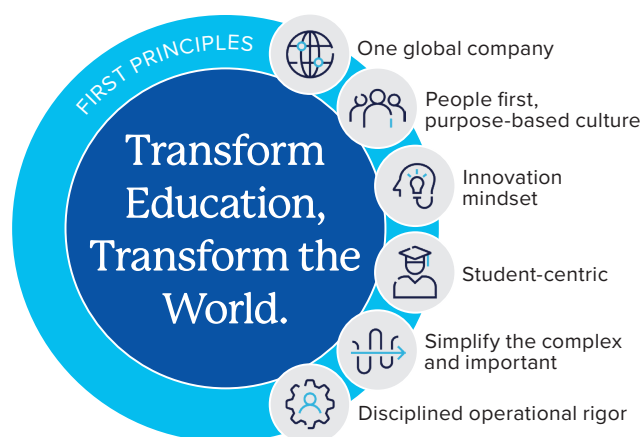 FIRST PRINCIPLES
Transform
Education,
Transform the
World.
One global company
People first,
purpose-based culture
Innovation
mindset
Student-centric
Simplify the complex
and important
Disciplined operational rigor